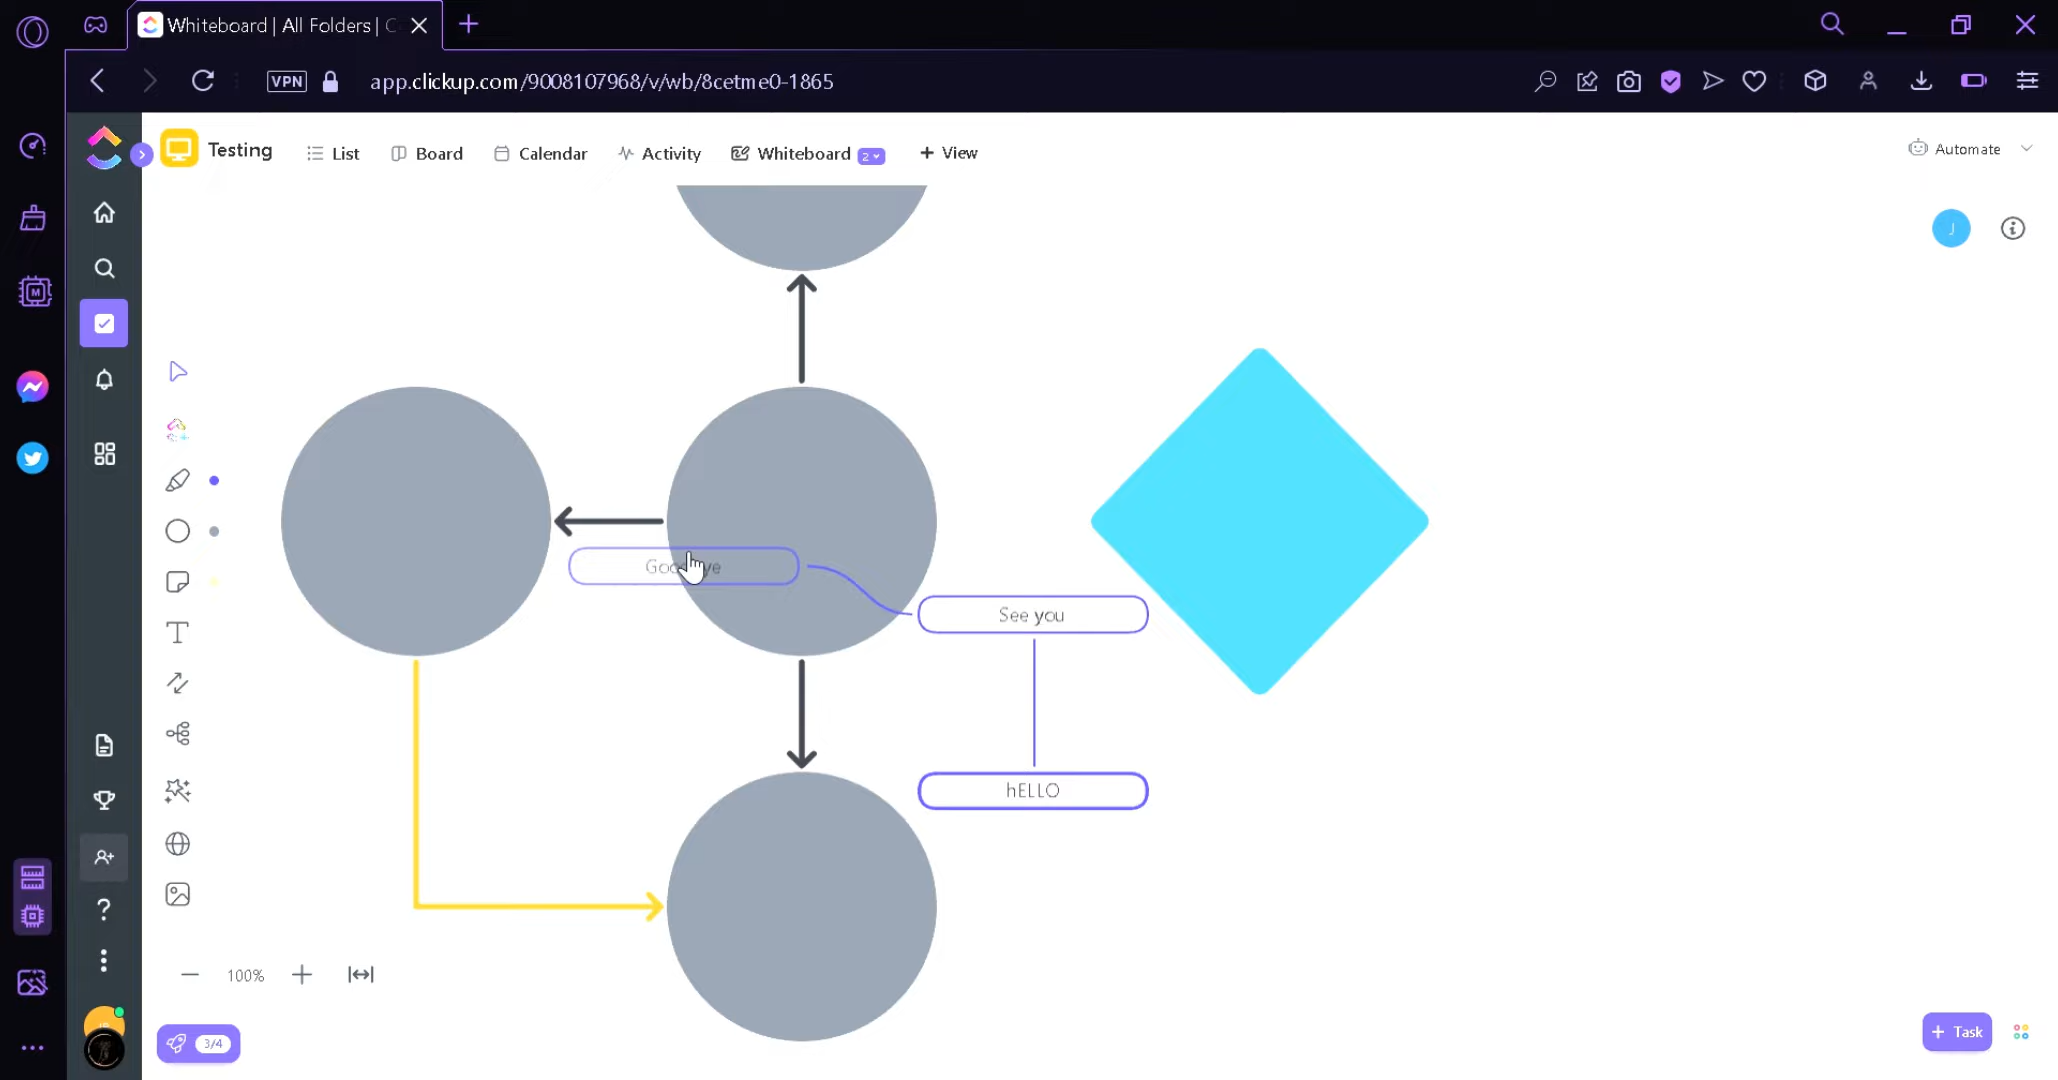 Whiteboard | All Folders | C
VPN
app.clickup.com/9008107968/v/wb/8cetme0-1865
Testing
List
Board
Calendar
Activity
Whiteboard
2
+ View
Automate
J
See you
hELLO
100%
3/4
+ Task